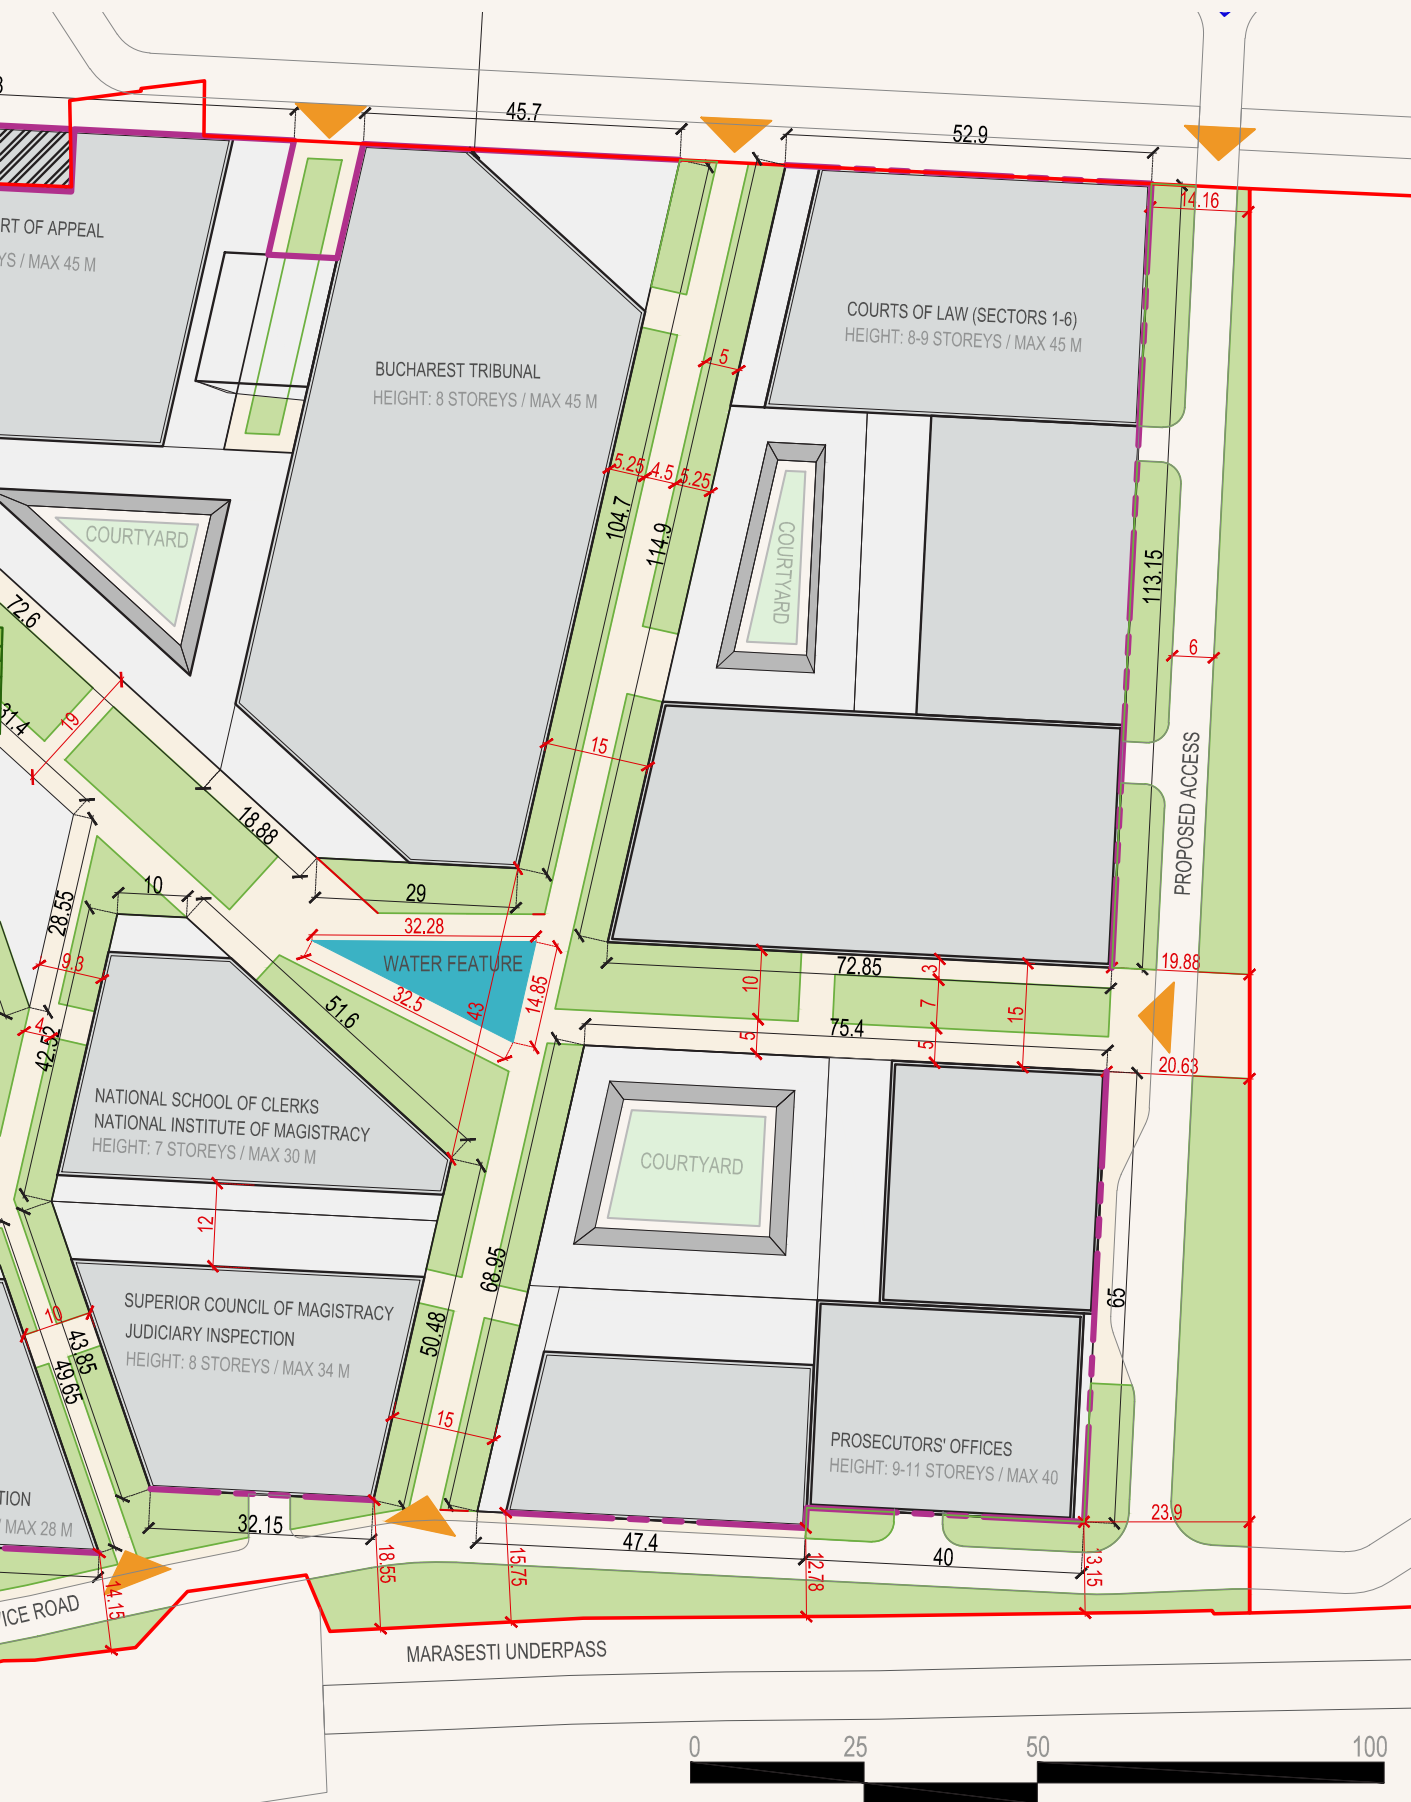 45.7
52.9
14.16
RT OF APPEAL
YS / MAX 45 M
BUCHAREST TRIBUNAL
HEIGHT: 8 STOREYS / MAX 45 M
COURTS OF LAW (SECTORS 1-6)
HEIGHT: 8-9 STOREYS / MAX 45 M
5
5.25
4.5
5.25
104.7
114.9
COURTYARD
COURTYARD
113.15
6
72.6
31.4
19
15
PROPOSED ACCESS
18.88
10
29
28.55
9.3
32.28
WATER FEATURE
32.5
14.85
43
51.6
4
42.52
72.85
10
5
3
7
5
15
75.4
19.88
20.63
NATIONAL SCHOOL OF CLERKS
NATIONAL INSTITUTE OF MAGISTRACY
HEIGHT: 7 STOREYS / MAX 30 M
COURTYARD
12
68.95
65
SUPERIOR COUNCIL OF MAGISTRACY
JUDICIARY INSPECTION
HEIGHT: 8 STOREYS / MAX 34 M
10
43.85
49.65
50.48
15
PROSECUTORS' OFFICES
HEIGHT: 9-11 STOREYS / MAX 40
TION
/ MAX 28 M
32.15
47.4
40
23.9
18.55
15.75
12.78
3.15
14.15
VICE ROAD
MARASESTI UNDERPASS
0 25 50 100